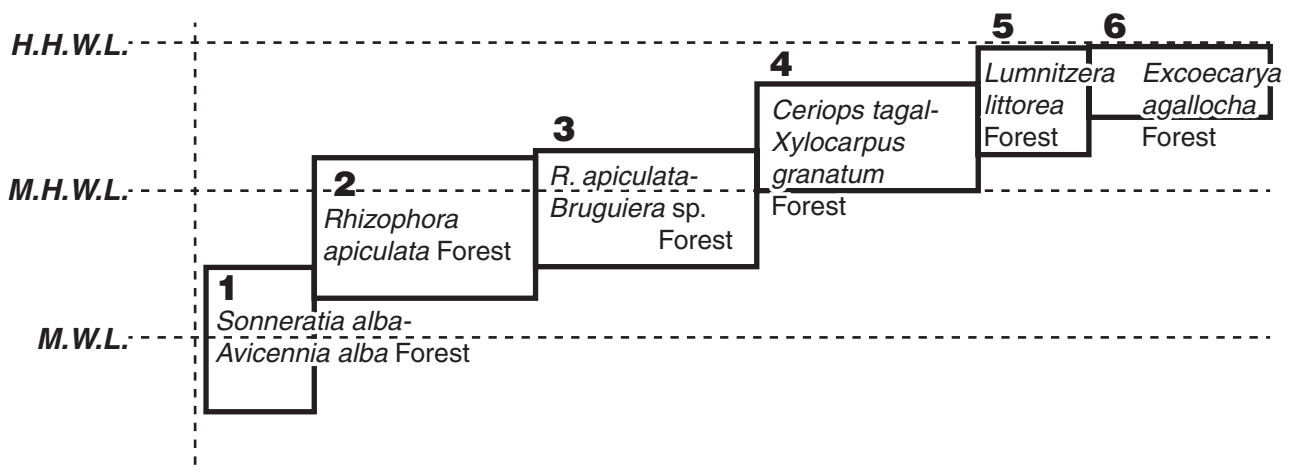 H.H.W.L.
M.H.W.L.
M.W.L.
1
Sonneratia alba-
Avicennia alba Forest
2
Rhizophora
apiculata Forest
3
R. apiculata-
Bruguiera sp.
Forest
4
Ceriops tagal-
Xylocarpus
granatum
Forest
5
Lumnitzera
littorea
Forest
6
Excoecarya
agallocha
Forest